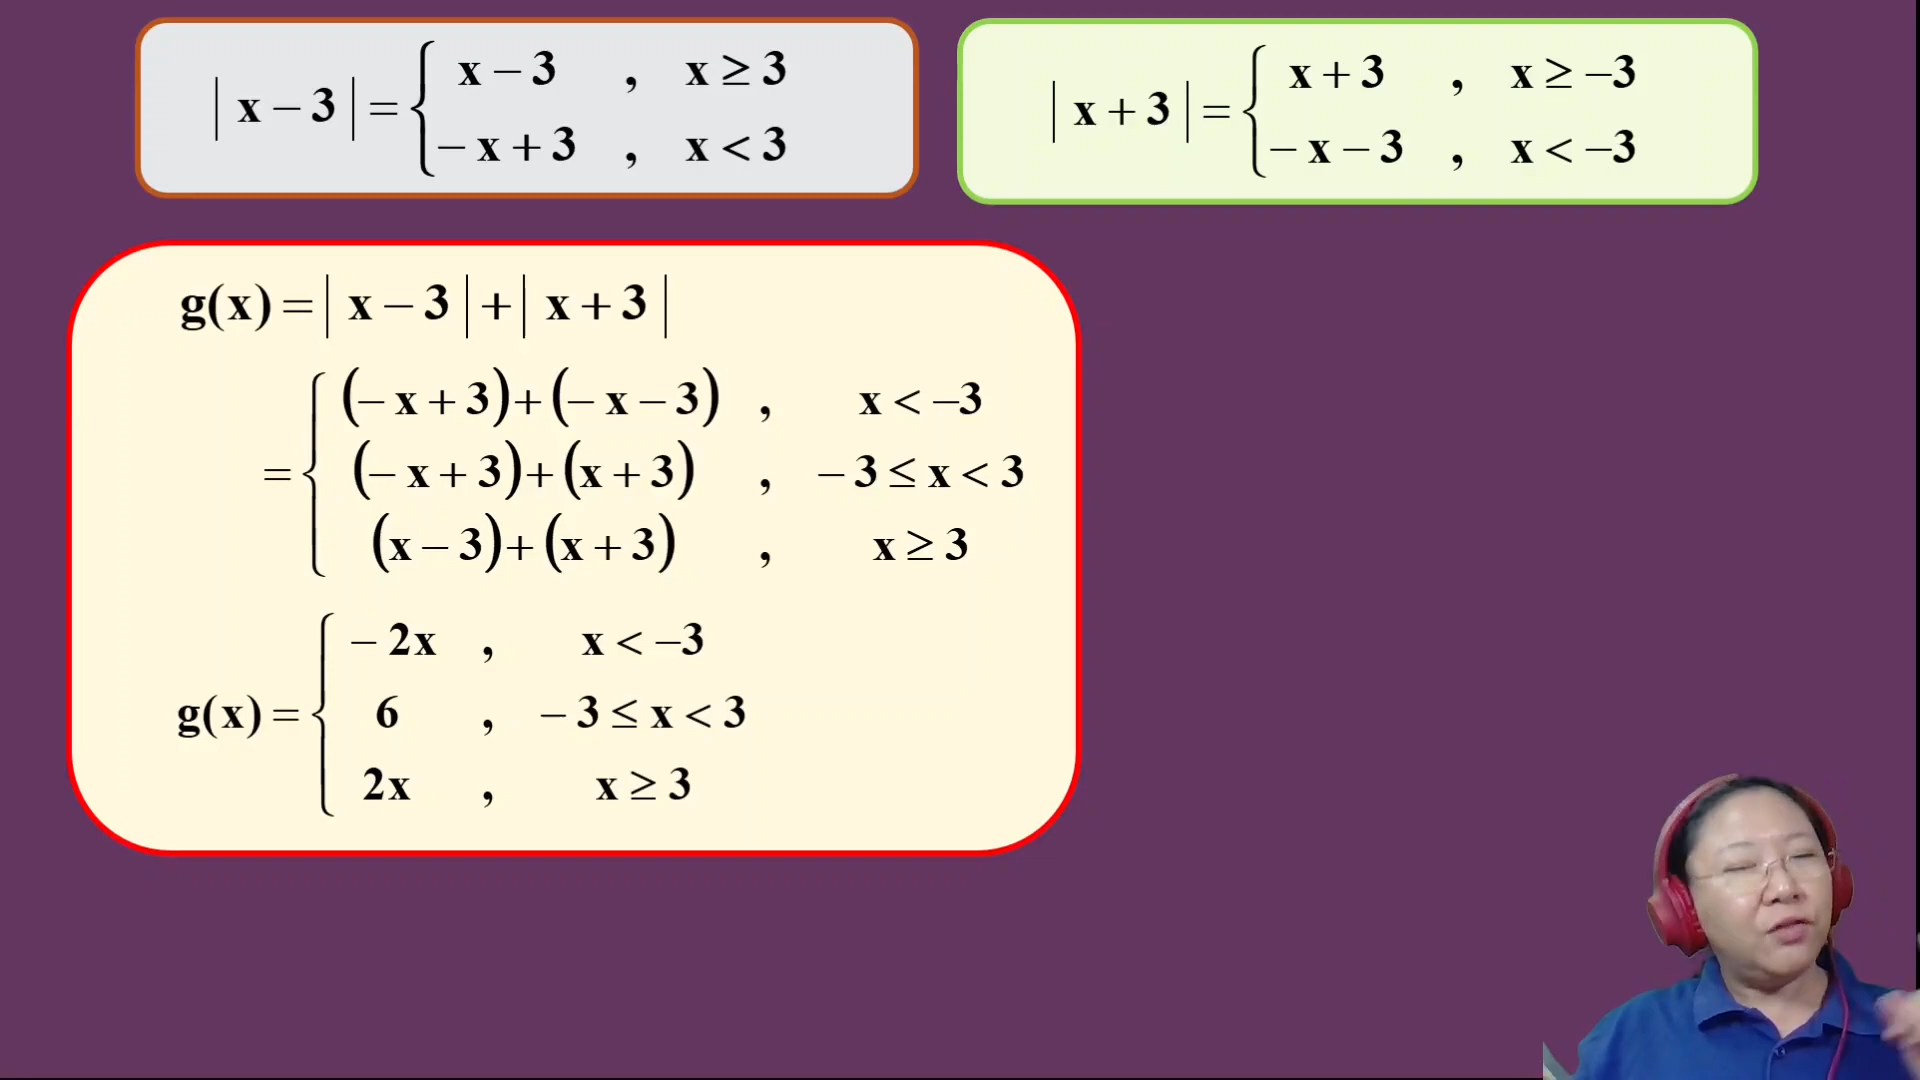 | x − 3 | = { x − 3 , x ≥ 3
− x + 3 , x < 3
| x + 3 | = { x + 3 , x ≥ −3
− x − 3 , x < −3
g(x) = | x − 3 | + | x + 3 |
= { (− x + 3) + (− x − 3) , x < −3
(− x + 3) + (x + 3) , − 3 ≤ x < 3
(x − 3) + (x + 3) , x ≥ 3
g(x) = { − 2x , x < −3
6 , − 3 ≤ x < 3
2x , x ≥ 3